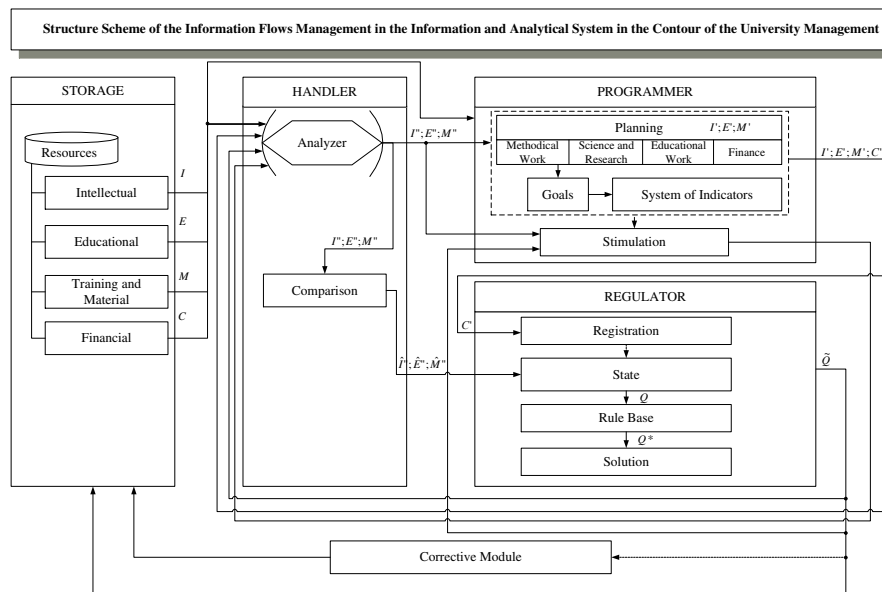 Structure Scheme of the Information Flows Management in the Information and Analytical System in the Contour of the University Management
STORAGE
Resources
Intellectual
I
Educational
E
Training and
Material
M
Financial
C
HANDLER
Analyzer
I";E";M"
I";E";M"
Comparison
Î";Ê";M̂"
PROGRAMMER
Planning
I';E';M'
Methodical
Work
Science and
Research
Educational
Work
Finance
Goals
System of Indicators
Stimulation
I';E';M';C'
REGULATOR
C'
Registration
State
Q
Rule Base
Q*
Solution
Q̃
Corrective Module